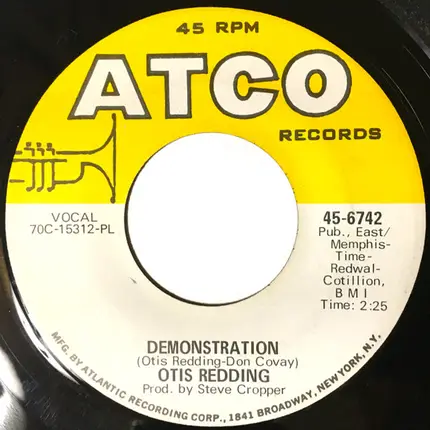 45 RPM
ATCO
RECORDS
VOCAL
70C-15312-PL
45-6742
Pub., East/
Memphis-
Time-
Redwal-
Cotillion,
B M I
Time: 2:25
DEMONSTRATION
(Otis Redding-Don Covay)
OTIS REDDING
Prod. by Steve Cropper
MFG. BY ATLANTIC RECORDING CORP., 1841 BROADWAY, NEW YORK, N.Y.